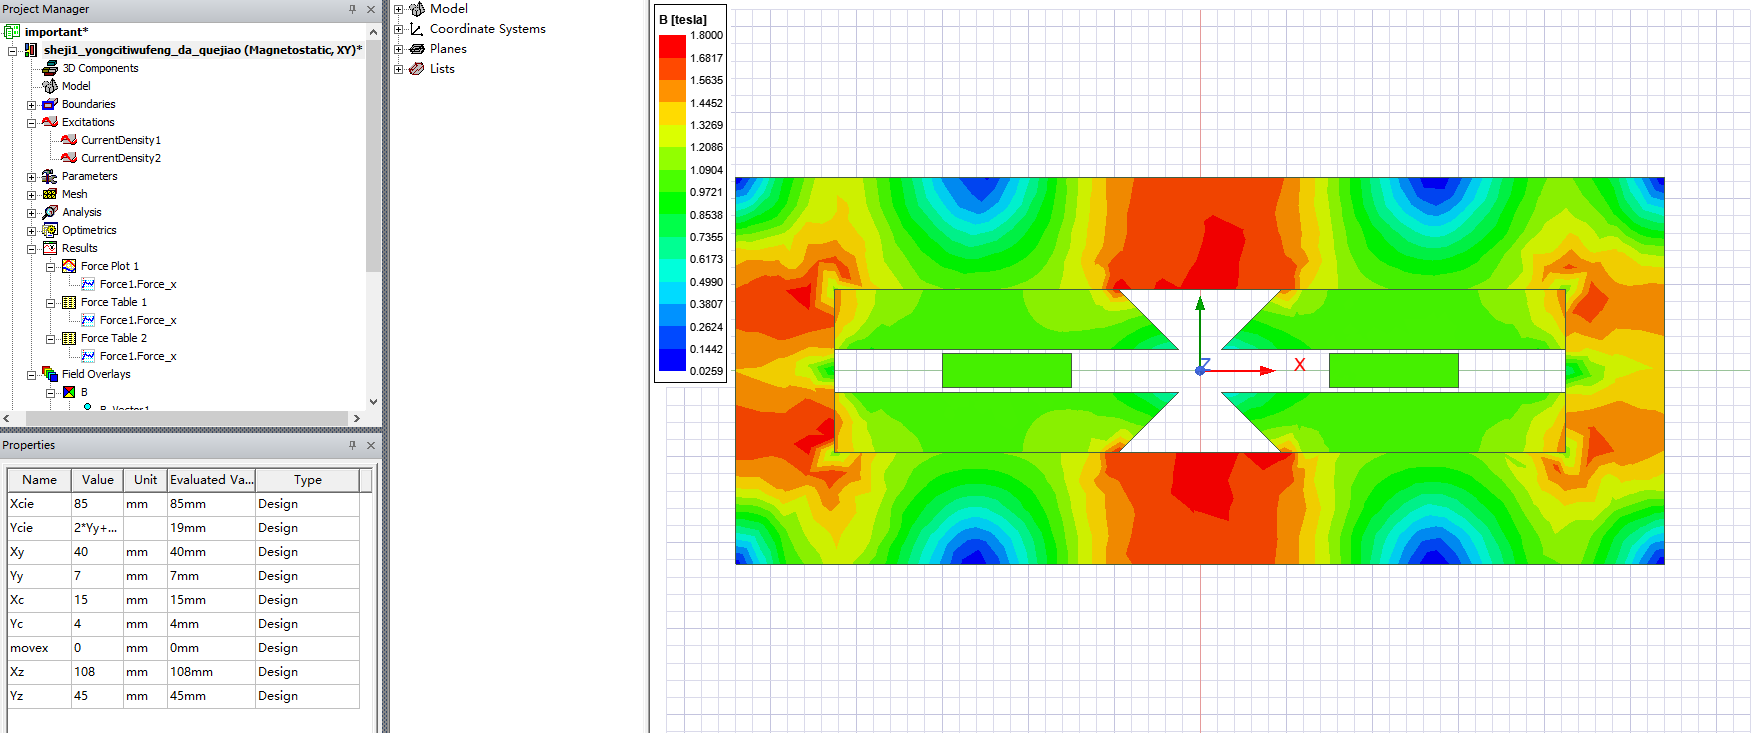 Project Manager
important*
sheji1_yongcitiwufeng_da_quejiao (Magnetostatic, XY)*
3D Components
Model
Boundaries
Excitations
CurrentDensity1
CurrentDensity2
Parameters
Mesh
Analysis
Optimetrics
Results
Force Plot 1
Force1.Force_x
Force Table 1
Force1.Force_x
Force Table 2
Force1.Force_x
Field Overlays
B
B_Vector1
Properties
Name Value Unit Evaluated Va... Type
Xcie 85 mm 85mm Design
Ycie 2*Yy+... 19mm Design
Xy 40 mm 40mm Design
Yy 7 mm 7mm Design
Xc 15 mm 15mm Design
Yc 4 mm 4mm Design
movex 0 mm 0mm Design
Xz 108 mm 108mm Design
Yz 45 mm 45mm Design
Model
Coordinate Systems
Planes
Lists
B [tesla]
1.8000
1.6817
1.5635
1.4452
1.3269
1.2086
1.0904
0.9721
0.8538
0.7355
0.6173
0.4990
0.3807
0.2624
0.1442
0.0259
Z
X